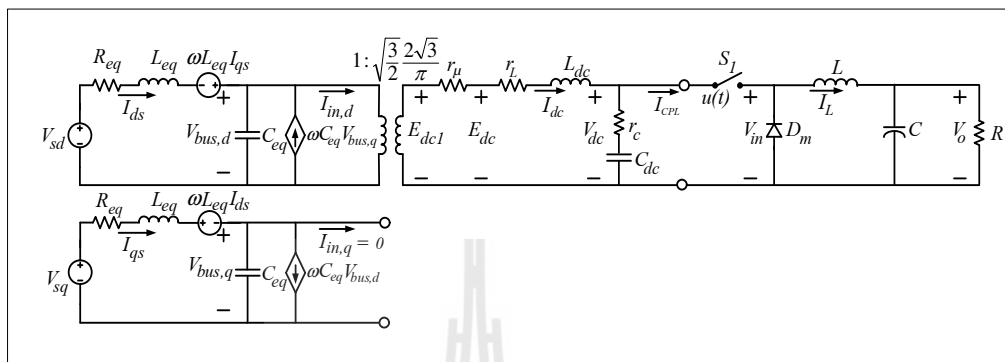 1:√(3/2) 2√3/π
R_eq L_eq ωL_eq I_qs
I_ds
V_sd
V_bus,d
C_eq
ωC_eq V_bus,q
I_in,d
E_dc1
r_μ
E_dc
r_L
L_dc
I_dc
V_dc
r_c
C_dc
I_CPL
S_1
u(t)
V_in
D_m
L
I_L
C
V_o
R
R_eq L_eq ωL_eq I_ds
I_qs
V_sq
V_bus,q
C_eq
ωC_eq V_bus,d
I_in,q = 0